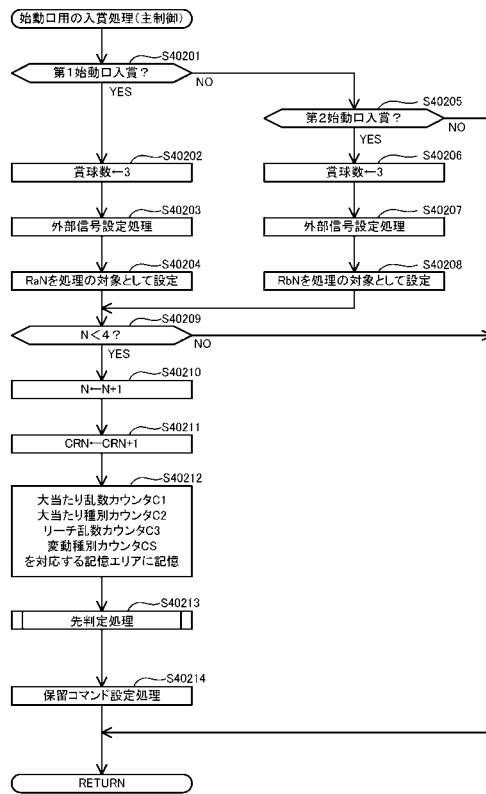 始動口用の入賞処理(主制御)
S40201
第1始動口入賞?
NO
YES
S40205
第2始動口入賞?
NO
YES
S40202
賞球数←3
S40206
賞球数←3
S40203
外部信号設定処理
S40207
外部信号設定処理
S40204
RaNを処理の対象として設定
S40208
RbNを処理の対象として設定
S40209
N<4?
NO
YES
S40210
N←N+1
S40211
CRN←CRN+1
S40212
大当たり乱数カウンタC1
大当たり種別カウンタC2
リーチ乱数カウンタC3
変動種別カウンタCS
を対応する記憶エリアに記憶
S40213
先判定処理
S40214
保留コマンド設定処理
RETURN